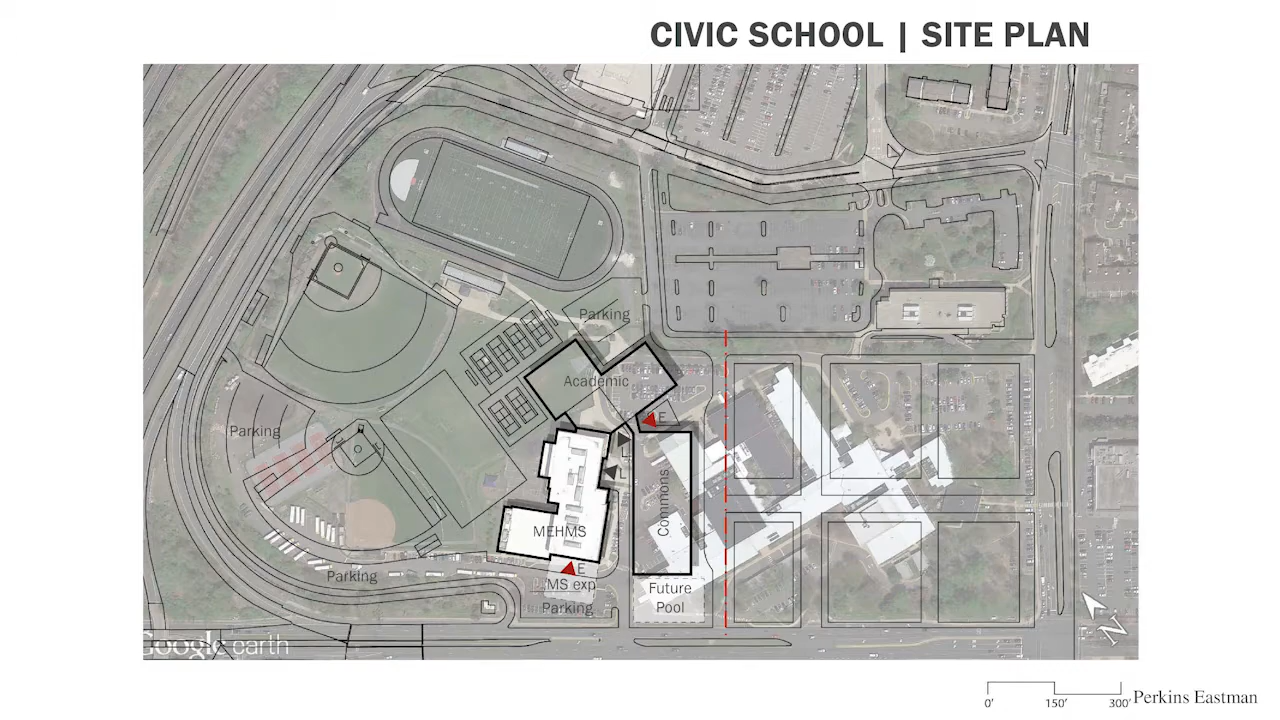 CIVIC SCHOOL | SITE PLAN
Parking
Academic
E
Parking
Commons
MEHMS
E
MS exp
Parking
Parking
Future
Pool
N
Google earth
0'
150'
300'
Perkins Eastman